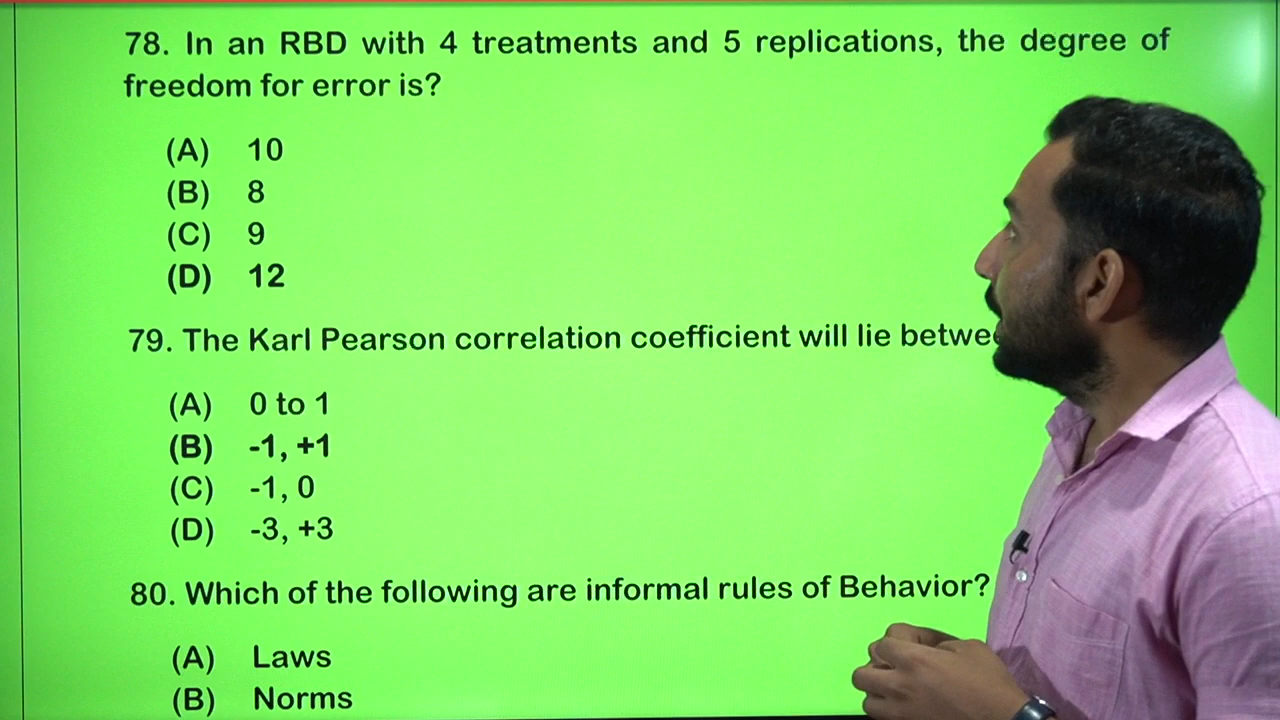 78. In an RBD with 4 treatments and 5 replications, the degree of
freedom for error is?
(A) 10
(B) 8
(C) 9
(D) 12
79. The Karl Pearson correlation coefficient will lie
(A) 0 to 1
(B) -1, +1
(C) -1, 0
(D) -3, +3
80. Which of the following are informal rules of Behavior?
(A) Laws
(B) Norms